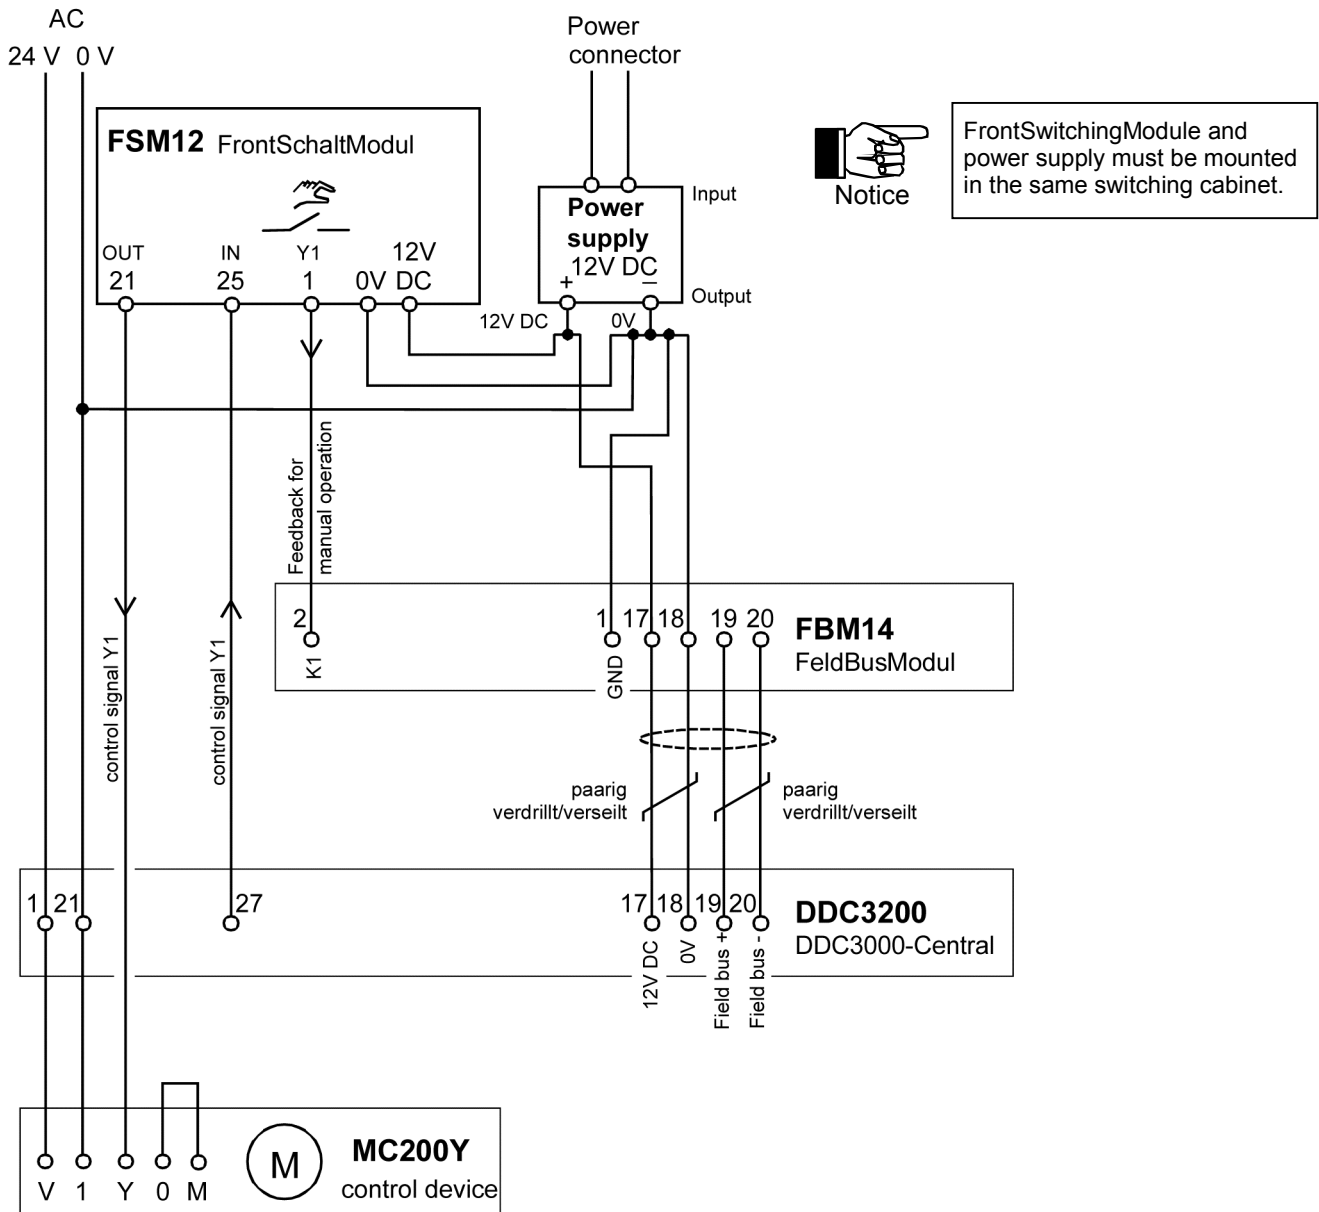 AC
24 V 0 V
Power
connector
FSM12 FrontSchaltModul
OUT IN Y1 12V
21 25 1 0V DC
Power
supply
12V DC
+ –
Input
Output
12V DC 0V
Notice
FrontSwitchingModule and
power supply must be mounted
in the same switching cabinet.
Feedback for
manual operation
control signal Y1
control signal Y1
2 1 17 18 19 20
K1 GND
FBM14
FeldBusModul
paarig
verdrillt/verseilt
paarig
verdrillt/verseilt
1 21 27 17 18 19 20
DDC3200
DDC3000-Central
12V DC
0V
Field bus +
Field bus -
M
MC200Y
control device
V 1 Y 0 M